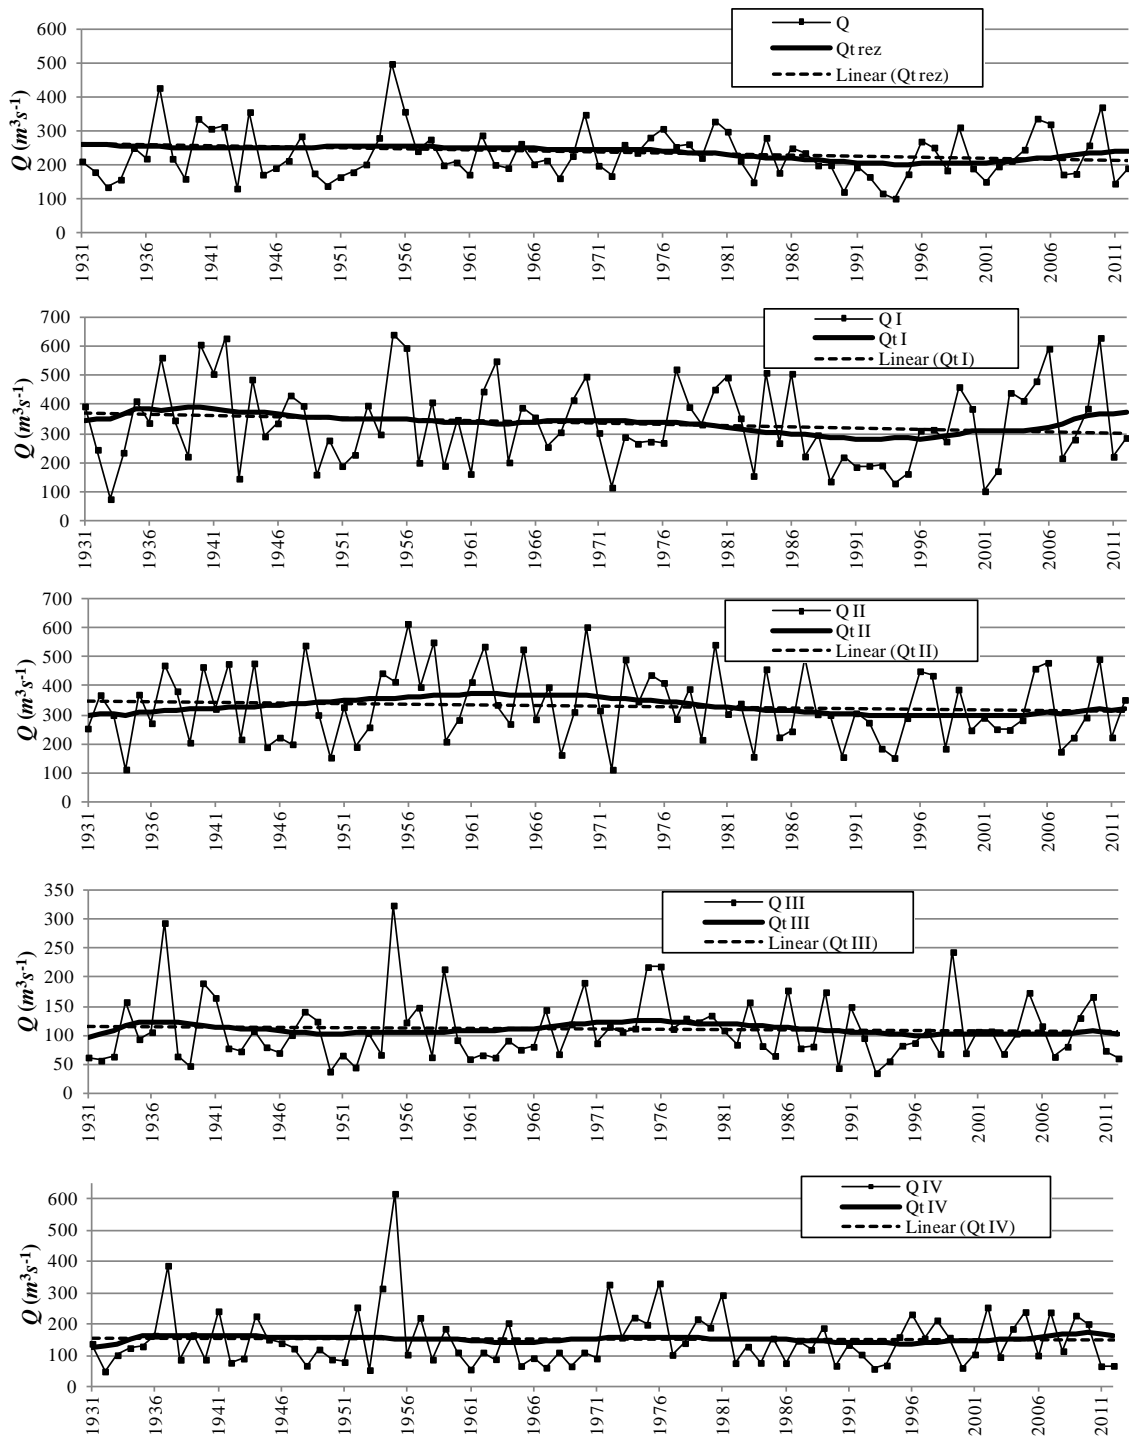 Q
Qt rez
Linear (Qt rez)
Q (m³s⁻¹)
600
500
400
300
200
100
0
1931 1936 1941 1946 1951 1956 1961 1966 1971 1976 1981 1986 1991 1996 2001 2006 2011
Q I
Qt I
Linear (Qt I)
Q (m³s⁻¹)
700
600
500
400
300
200
100
0
1931 1936 1941 1946 1951 1956 1961 1966 1971 1976 1981 1986 1991 1996 2001 2006 2011
Q II
Qt II
Linear (Qt II)
Q (m³s⁻¹)
700
600
500
400
300
200
100
0
1931 1936 1941 1946 1951 1956 1961 1966 1971 1976 1981 1986 1991 1996 2001 2006 2011
Q III
Qt III
Linear (Qt III)
Q (m³s⁻¹)
350
300
250
200
150
100
50
0
1931 1936 1941 1946 1951 1956 1961 1966 1971 1976 1981 1986 1991 1996 2001 2006 2011
Q IV
Qt IV
Linear (Qt IV)
Q (m³s⁻¹)
600
500
400
300
200
100
0
1931 1936 1941 1946 1951 1956 1961 1966 1971 1976 1981 1986 1991 1996 2001 2006 2011